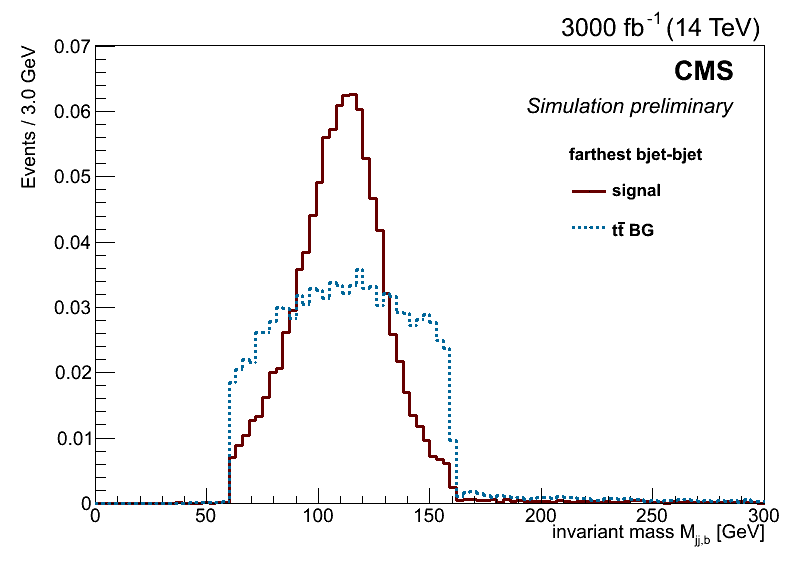 3000 fb⁻¹ (14 TeV)
CMS
Simulation preliminary
farthest bjet-bjet
signal
tt̄ BG
Events / 3.0 GeV
0.07
0.06
0.05
0.04
0.03
0.02
0.01
0
0 50 100 150 200 250 300
invariant mass M_jj,b [GeV]